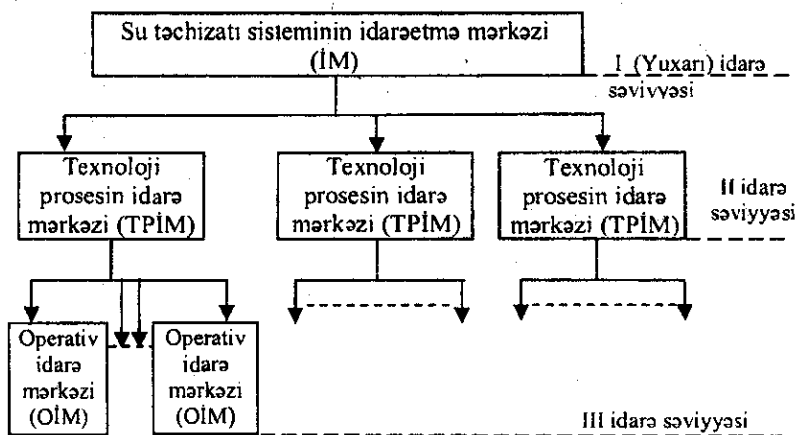 Su təchizatı sisteminin idarəetmə mərkəzi
(İM)
I (Yuxarı) idarə
səviyyəsi
Texnoloji
prosesin idarə
mərkəzi (TPİM)
Texnoloji
prosesin idarə
mərkəzi (TPİM)
Texnoloji
prosesin idarə
mərkəzi (TPİM)
II idarə
səviyyəsi
Operativ
idarə
mərkəzi
(OİM)
Operativ
idarə
mərkəzi
(OİM)
III idarə səviyyəsi